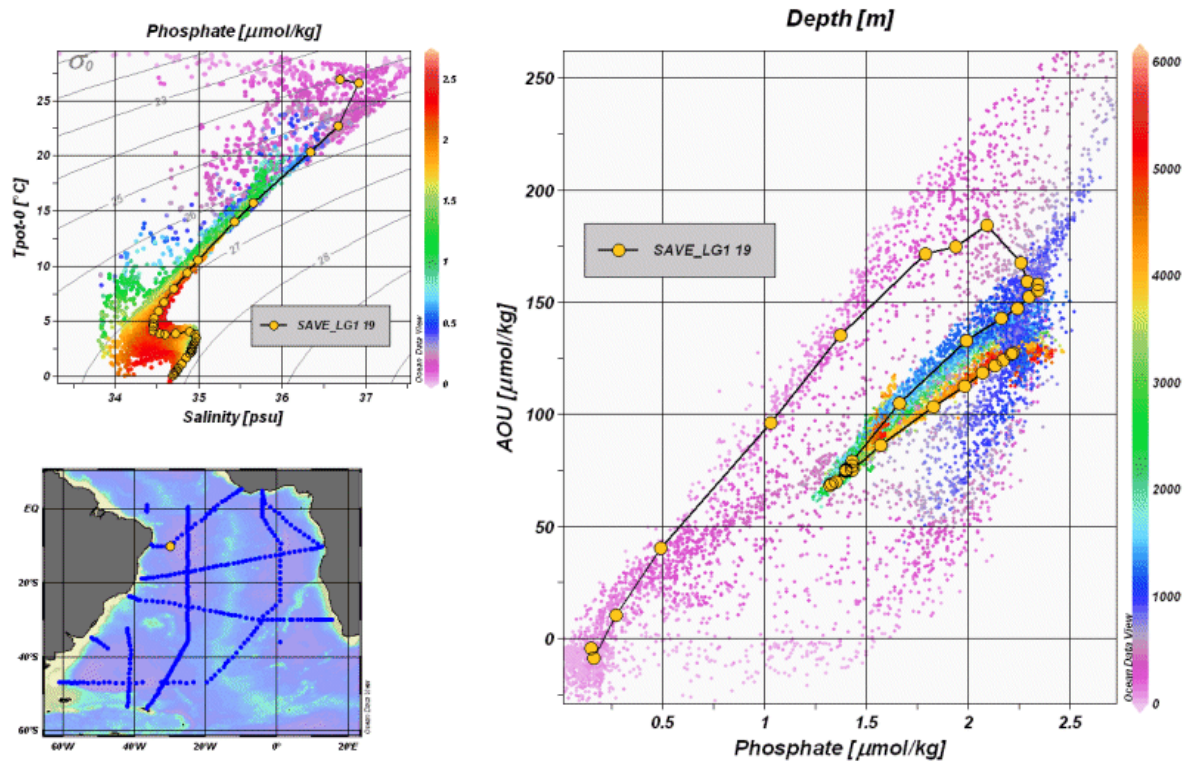 Phosphate [μmol/kg]
σ0
Tpot-0 [°C]
25
20
15
10
5
0
23
25
26
27
28
SAVE_LG1 19
34
35
36
37
Salinity [psu]
2.5
2
1.5
1
0.5
0
Ocean Data View
EQ
20°S
40°S
60°S
60°W
40°W
20°W
0°
20°E
Ocean Data View
Depth [m]
AOU [μmol/kg]
250
200
150
100
50
0
SAVE_LG1 19
0.5
1
1.5
2
2.5
Phosphate [μmol/kg]
6000
5000
4000
3000
2000
1000
0
Ocean Data View